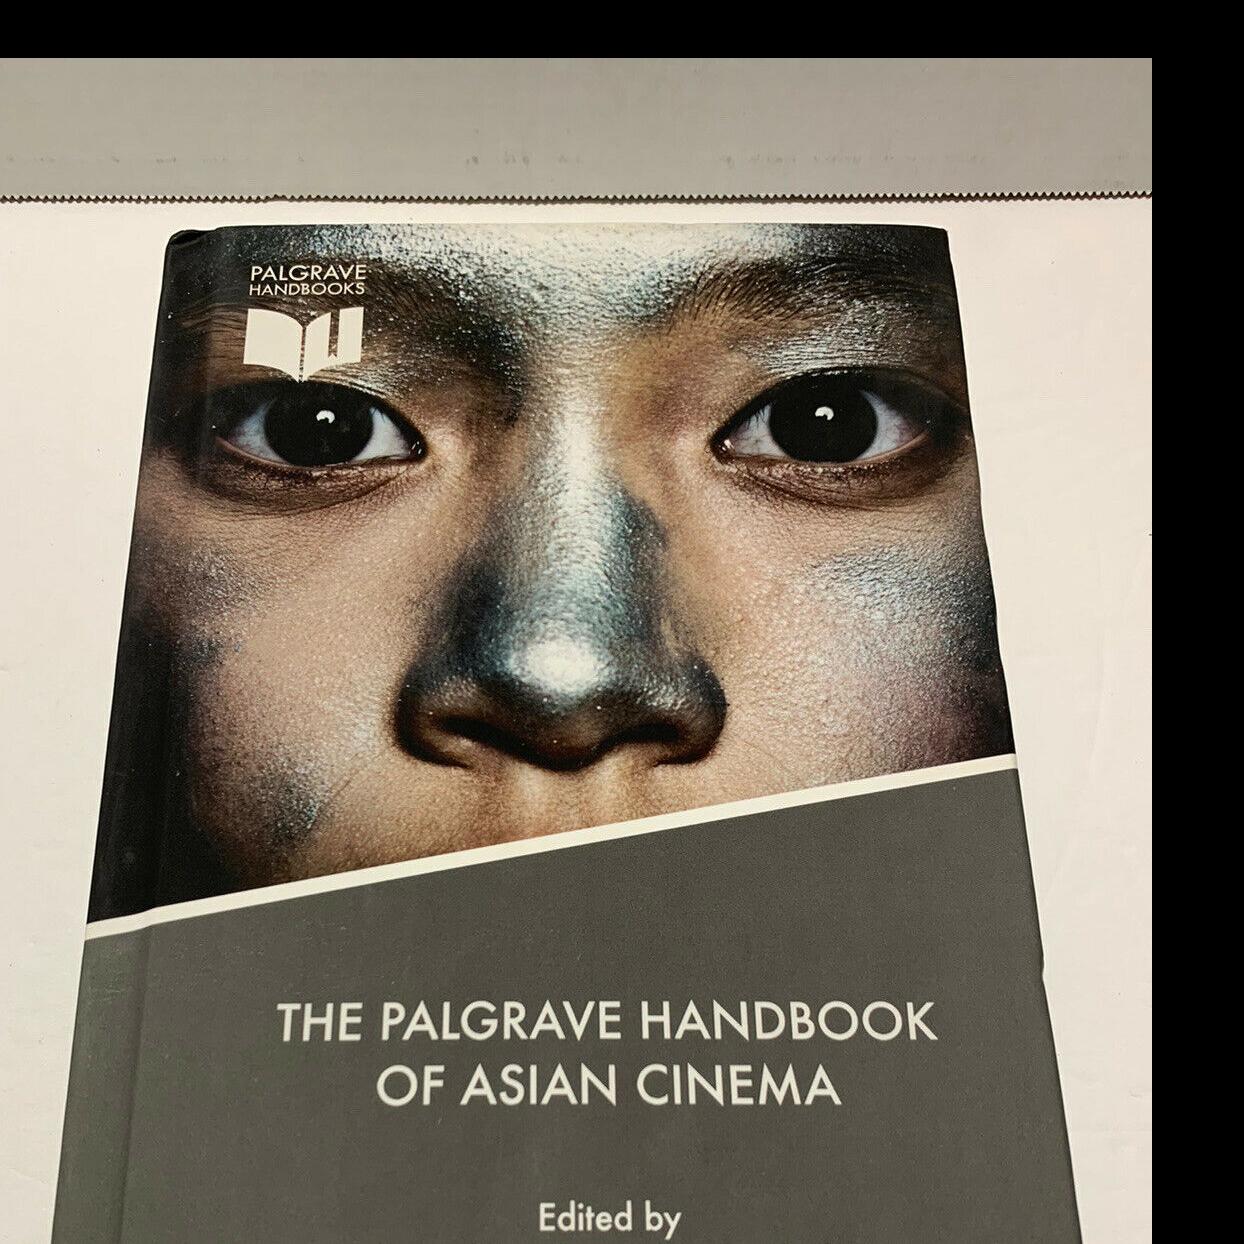 PALGRAVE
HANDBOOKS
THE PALGRAVE HANDBOOK
OF ASIAN CINEMA
Edited by